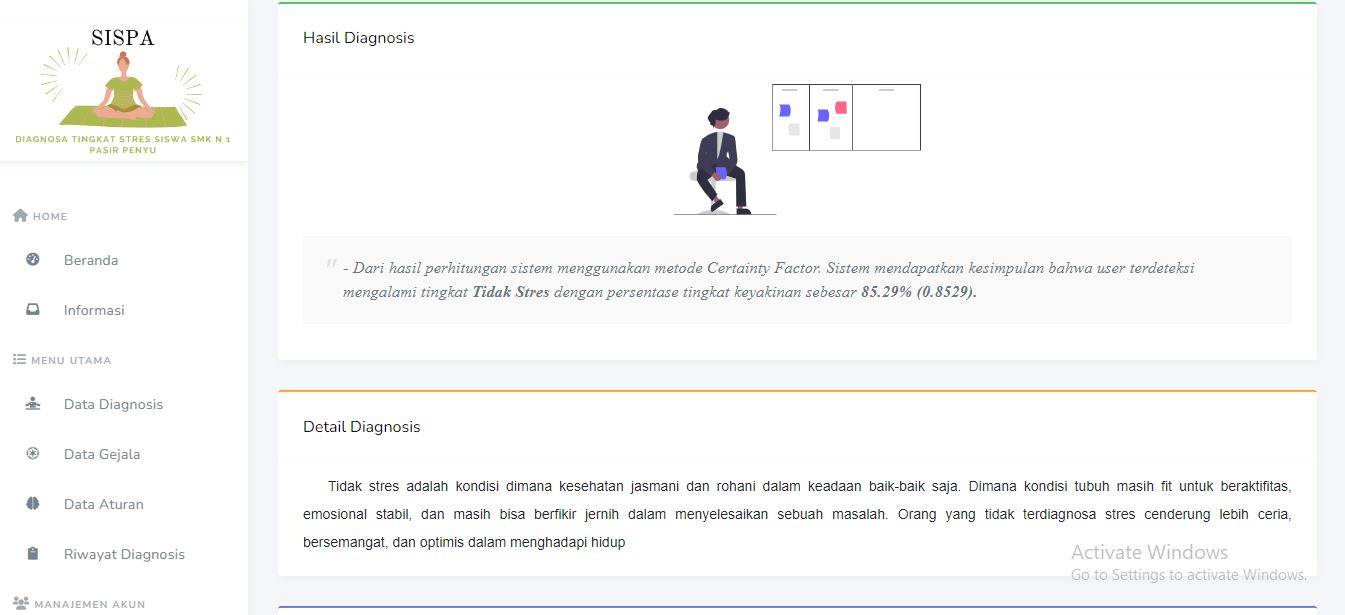 SISPA
DIAGNOSA TINGKAT STRES SISWA SMK N 1
PASIR PENYU
HOME
Beranda
Informasi
MENU UTAMA
Data Diagnosis
Data Gejala
Data Aturan
Riwayat Diagnosis
MANAJEMEN AKUN
Hasil Diagnosis
" - Dari hasil perhitungan sistem menggunakan metode Certainty Factor. Sistem mendapatkan kesimpulan bahwa user terdeteksi
mengalami tingkat Tidak Stres dengan persentase tingkat keyakinan sebesar 85.29% (0.8529).
Detail Diagnosis
Tidak stres adalah kondisi dimana kesehatan jasmani dan rohani dalam keadaan baik-baik saja. Dimana kondisi tubuh masih fit untuk beraktifitas,
emosional stabil, dan masih bisa berfikir jernih dalam menyelesaikan sebuah masalah. Orang yang tidak terdiagnosa stres cenderung lebih ceria,
bersemangat, dan optimis dalam menghadapi hidup
Activate Windows
Go to Settings to activate Windows.